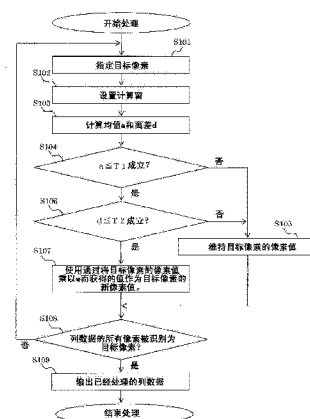 开始处理
S101
指定目标像素
S102
设置计算窗
S103
计算均值a和离差d
S104
a≦T1成立?
否
是
S106
d≦T2成立?
否
S105
维持目标像素的像素值
是
S107
使用通过将目标像素的像素值
乘以w而获得的值作为目标像素的
新像素值。
S108
列数据的所有像素被识别为
目标像素?
否
是
S109
输出已经处理的列数据
结束处理